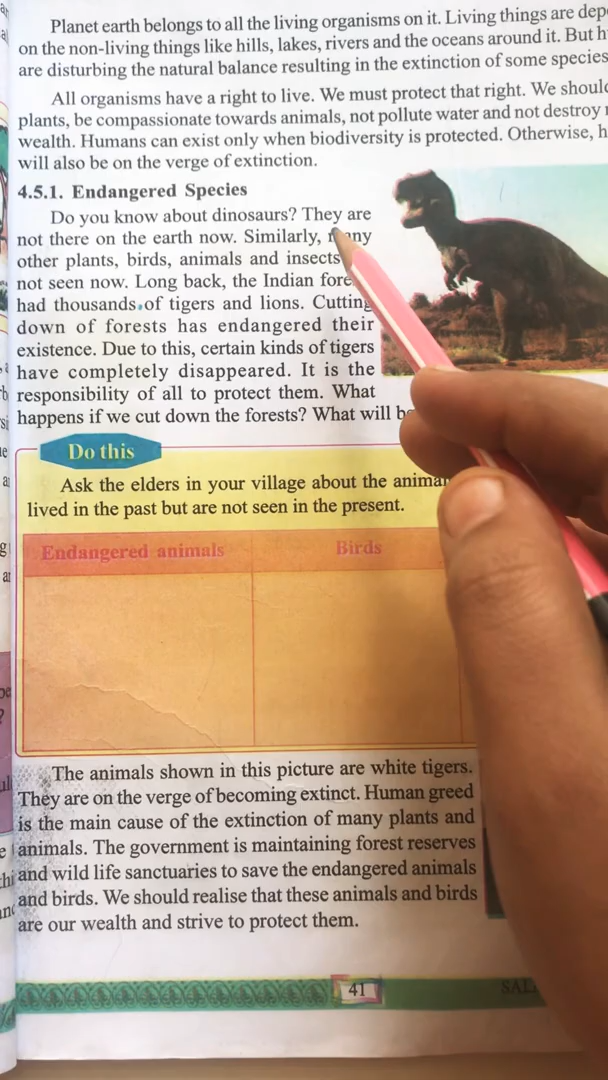 Planet earth belongs to all the living organisms on it. Living things are
on the non-living things like hills, lakes, rivers and the oceans around it. But
are disturbing the natural balance resulting in the extinction of some species
All organisms have a right to live. We must protect that right. We
plants, be compassionate towards animals, not pollute water and not destroy
wealth. Humans can exist only when biodiversity is protected. Otherwise,
will also be on the verge of extinction.
4.5.1. Endangered Species
Do you know about dinosaurs? They are
not there on the earth now. Similarly,
other plants, birds, animals and insects
not seen now. Long back, the Indian
had thousands of tigers and lions. Cutting
down of forests has endangered their
existence. Due to this, certain kinds of tigers
have completely disappeared. It is the
responsibility of all to protect them. What
happens if we cut down the forests? What will
Do this
Ask the elders in your village about the
lived in the past but are not seen in the present.
Endangered animals Birds
The animals shown in this picture are white tigers.
They are on the verge of becoming extinct. Human greed
is the main cause of the extinction of many plants and
animals. The government is maintaining forest reserves
and wild life sanctuaries to save the endangered animals
and birds. We should realise that these animals and birds
are our wealth and strive to protect them.
41